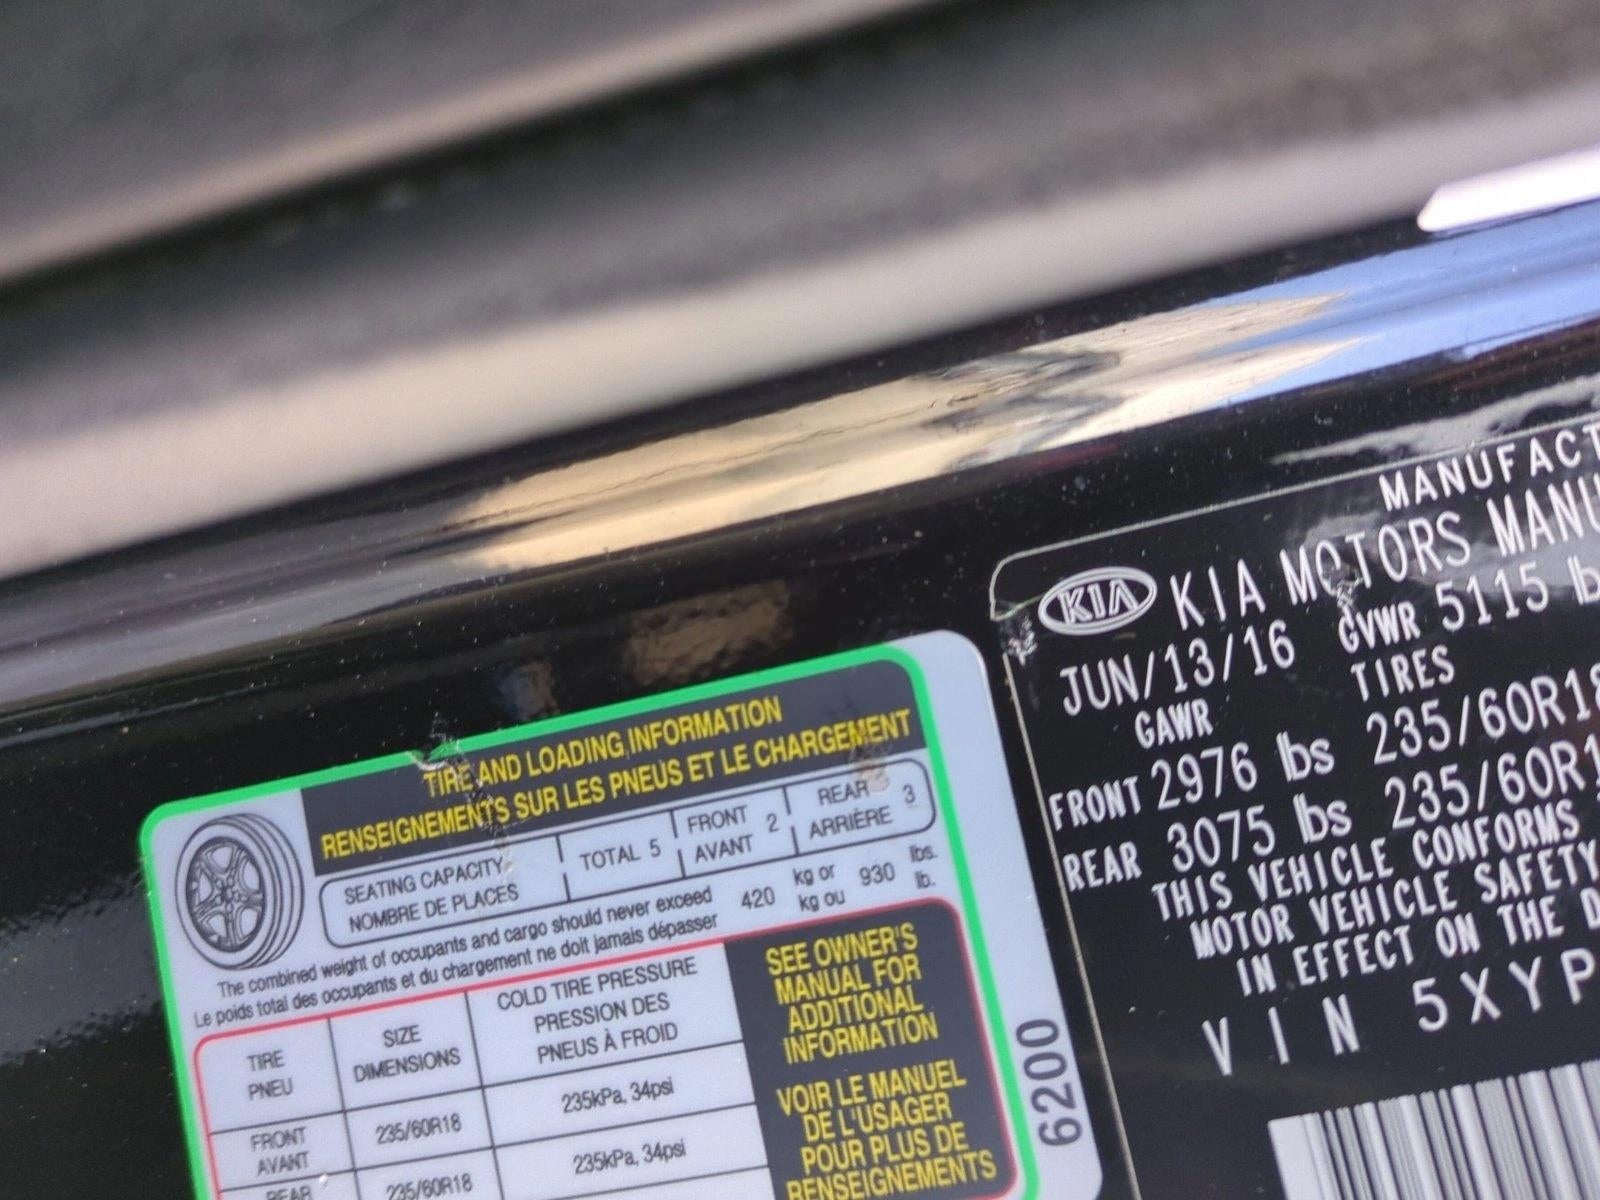 TIRE AND LOADING INFORMATION
RENSEIGNEMENTS SUR LES PNEUS ET LE CHARGEMENT
SEATING CAPACITY
NOMBRE DE PLACES
TOTAL 5
FRONT
AVANT
2
REAR
ARRIÈRE
3
The combined weight of occupants and cargo should never exceed
Le poids total des occupants et du chargement ne doit jamais dépasser
420
kg or
kg ou
930
lbs.
lb.
TIRE
PNEU
SIZE
DIMENSIONS
COLD TIRE PRESSURE
PRESSION DES
PNEUS À FROID
FRONT
AVANT
235/60R18
235kPa, 34psi
REAR
235/60R18
235kPa, 34psi
SEE OWNER'S
MANUAL FOR
ADDITIONAL
INFORMATION
VOIR LE MANUEL
DE L'USAGER
POUR PLUS DE
RENSEIGNEMENTS
6200
MANUFACT
KIA KIA MOTORS MANU
JUN/13/16 GVWR 5115 lb
GAWR TIRES
FRONT 2976 lbs 235/60R18
REAR 3075 lbs 235/60R1
THIS VEHICLE CONFORMS
MOTOR VEHICLE SAFETY
IN EFFECT ON THE D
VIN 5XYP